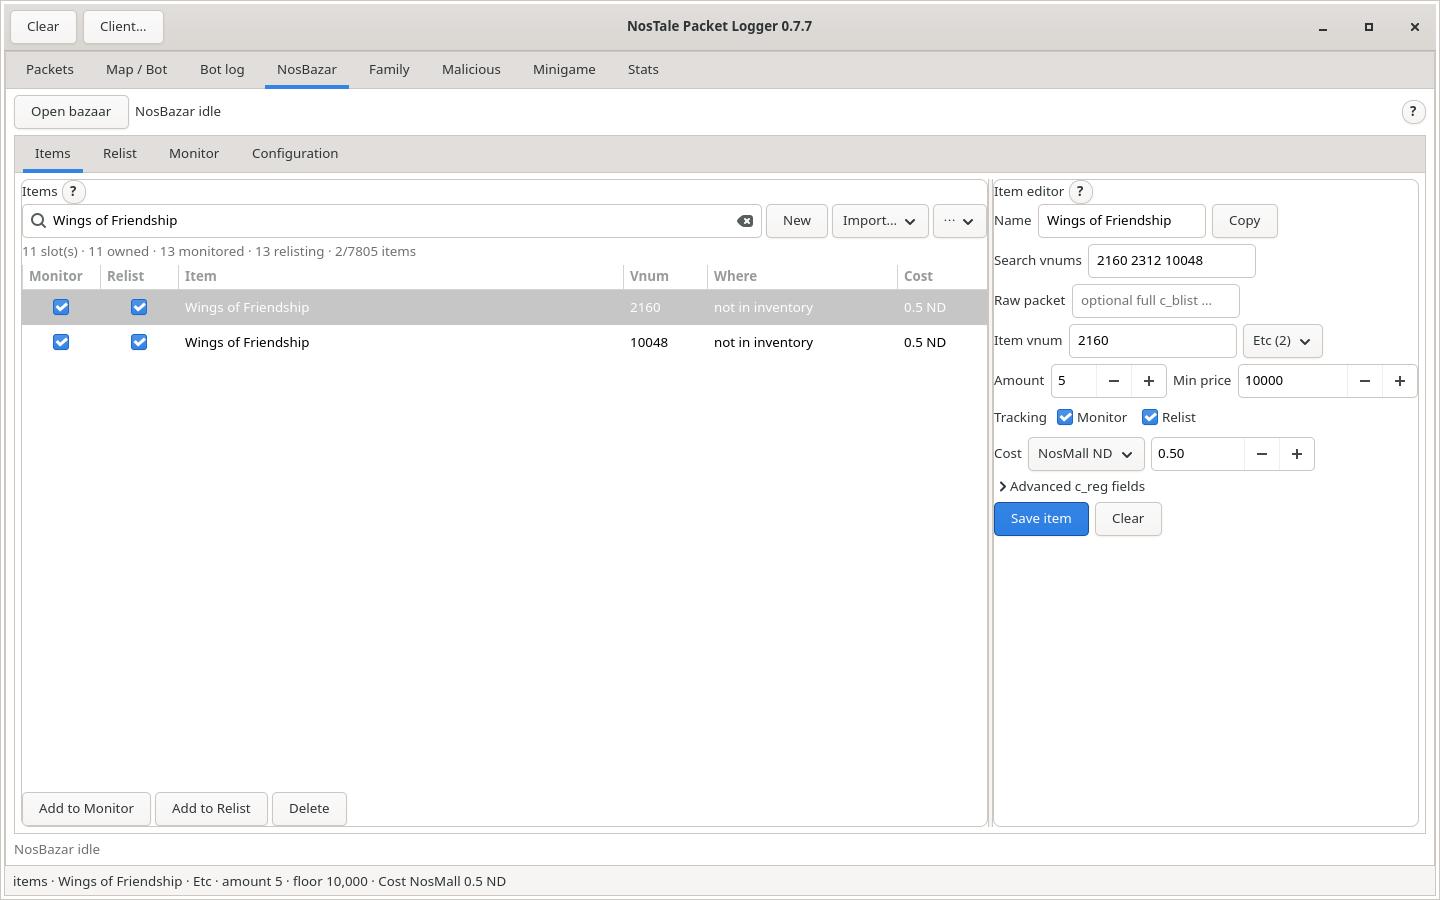 Clear Client... NosTale Packet Logger 0.7.7
Packets Map / Bot Bot log NosBazar Family Malicious Minigame Stats
Open bazaar NosBazar idle ?
Items Relist Monitor Configuration
Items ?
Wings of Friendship New Import... ...
11 slot(s) · 11 owned · 13 monitored · 13 relisting · 2/7805 items
Monitor Relist Item Vnum Where Cost
Wings of Friendship 2160 not in inventory 0.5 ND
Wings of Friendship 10048 not in inventory 0.5 ND
Add to Monitor Add to Relist Delete
Item editor ?
Name Wings of Friendship Copy
Search vnums 2160 2312 10048
Raw packet optional full c_blist ...
Item vnum 2160 Etc (2)
Amount 5 − + Min price 10000 − +
Tracking Monitor Relist
Cost NosMall ND 0.50 − +
Advanced c_reg fields
Save item Clear
NosBazar idle
items · Wings of Friendship · Etc · amount 5 · floor 10,000 · Cost NosMall 0.5 ND